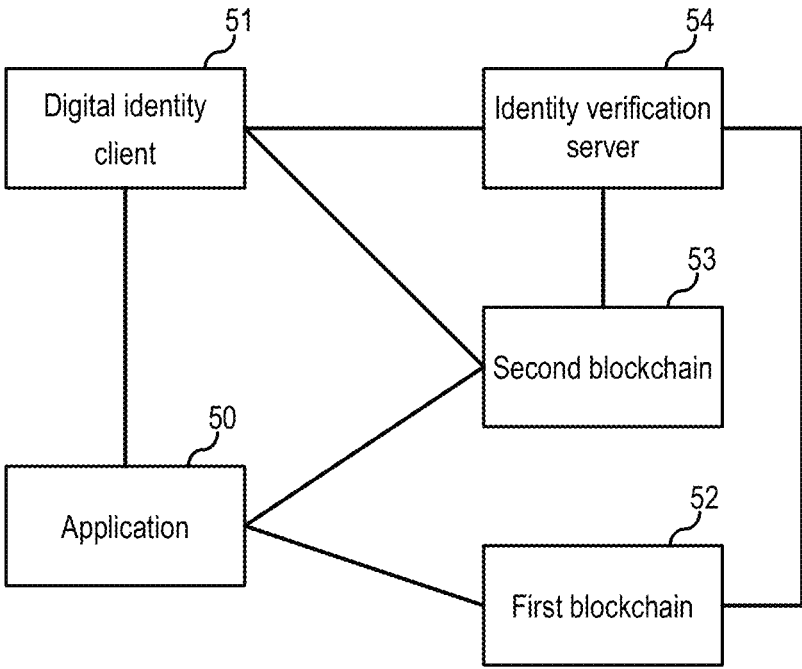 51
Digital identity
client
54
Identity verification
server
53
Second blockchain
50
Application
52
First blockchain